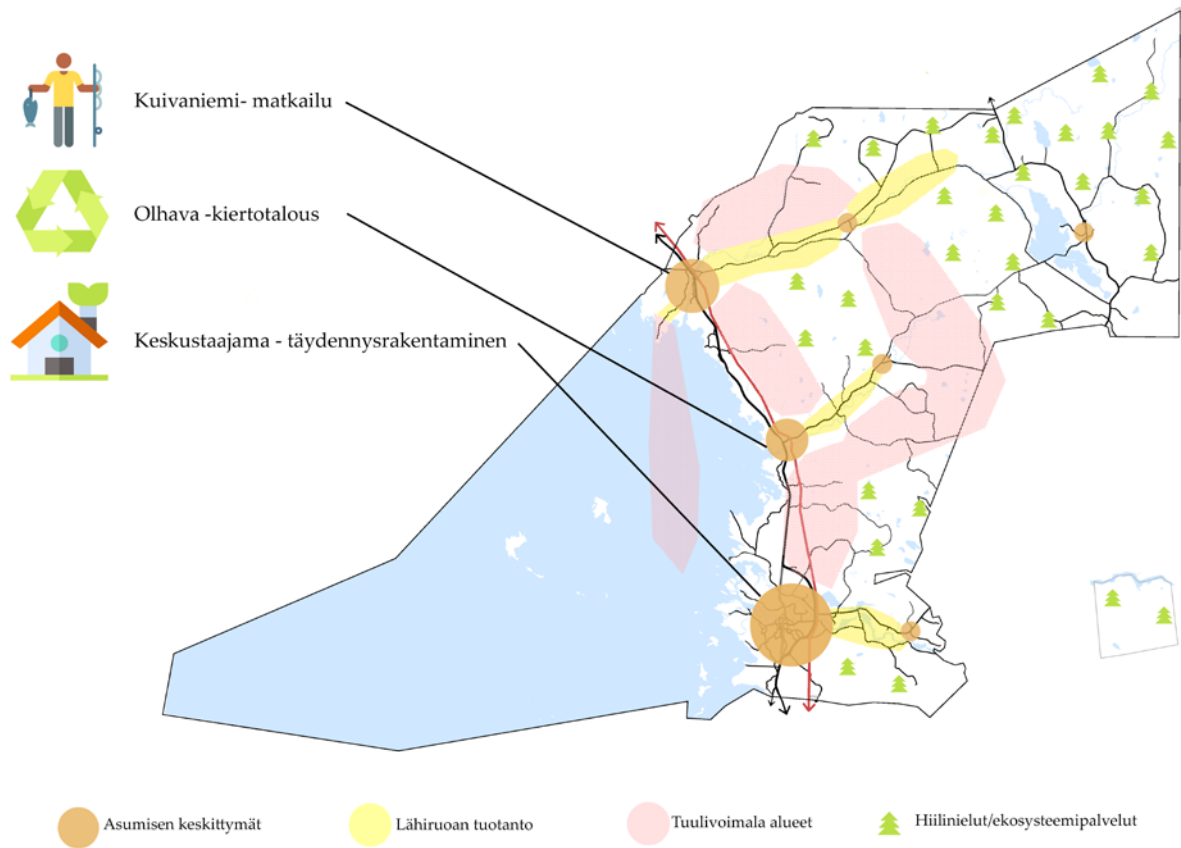 Kuivaniemi- matkailu
Olhava -kiertotalous
Keskustaajama - täydennysrakentaminen
Asumisen keskittymät
Lähiruoan tuotanto
Tuulivoimala alueet
Hiilinielut/ekosysteemipalvelut